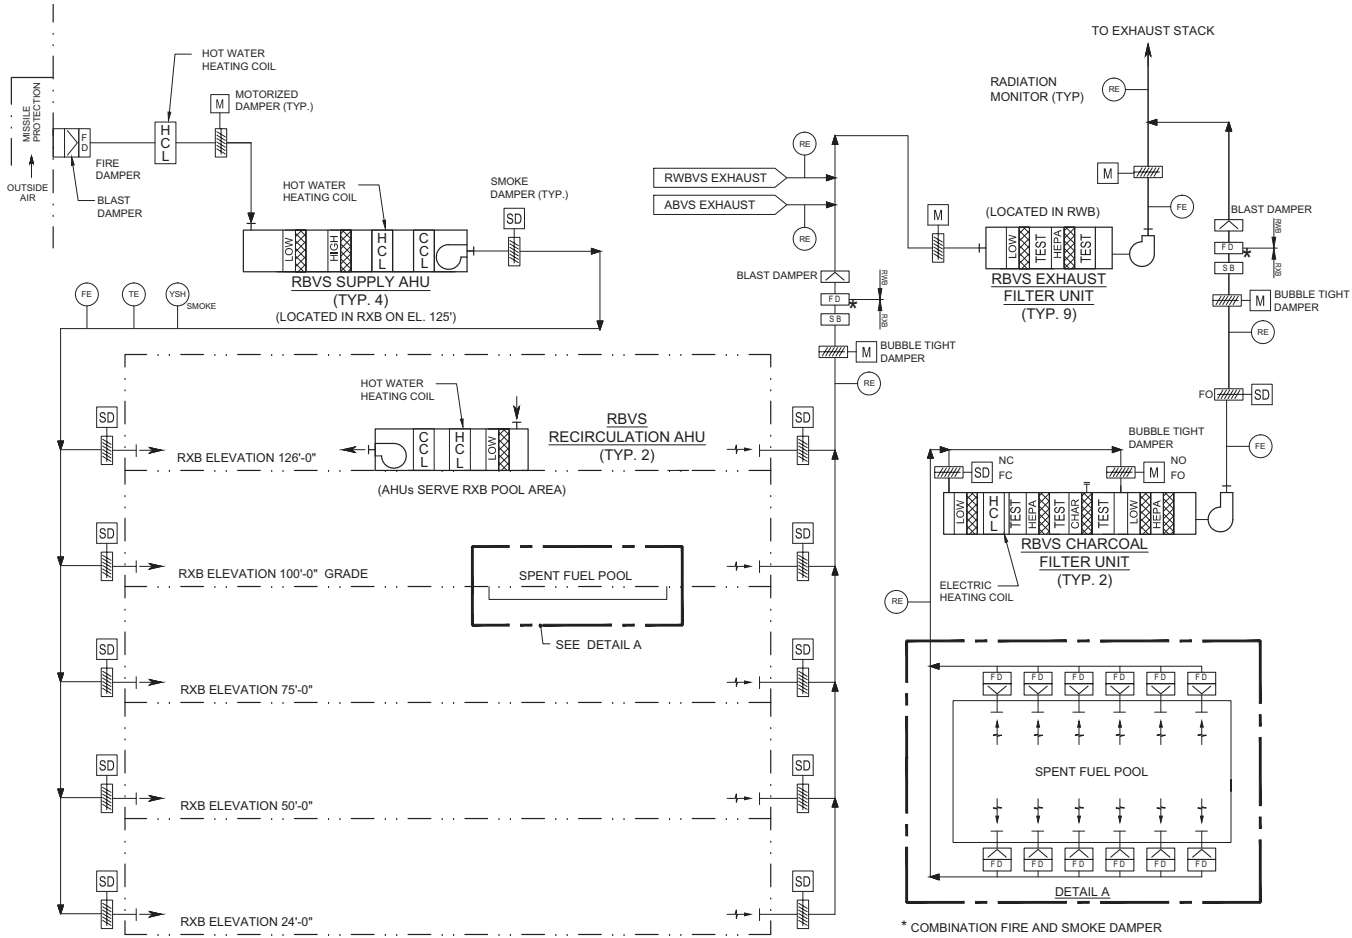 TO EXHAUST STACK
HOT WATER
HEATING COIL
MISSILE
PROTECTION
OUTSIDE
AIR
F
D
FIRE
DAMPER
BLAST
DAMPER
H
C
L
M
MOTORIZED
DAMPER (TYP.)
HOT WATER
HEATING COIL
SMOKE
DAMPER (TYP.)
SD
LOW
HIGH
H
C
L
C
C
L
RBVS SUPPLY AHU
(TYP. 4)
(LOCATED IN RXB ON EL. 125')
FE
TE
YSH
SMOKE
RADIATION
MONITOR (TYP)
RE
RE
RWBVS EXHAUST
ABVS EXHAUST
RE
M
M
FE
(LOCATED IN RWB)
LOW
TEST
HEPA
TEST
RBVS EXHAUST
FILTER UNIT
(TYP. 9)
BLAST DAMPER
F D
*
S B
RWB
RXB
M
BUBBLE TIGHT
DAMPER
RE
BLAST DAMPER
F D
*
S B
RWB
RXB
M
BUBBLE TIGHT
DAMPER
RE
FO
SD
FE
HOT WATER
HEATING COIL
C
C
L
H
C
L
LOW
RBVS
RECIRCULATION AHU
(TYP. 2)
(AHUs SERVE RXB POOL AREA)
SD
RXB ELEVATION 126'-0"
SD
SD
RXB ELEVATION 100'-0" GRADE
SD
SPENT FUEL POOL
SEE DETAIL A
SD
RXB ELEVATION 75'-0"
SD
SD
RXB ELEVATION 50'-0"
SD
SD
RXB ELEVATION 24'-0"
SD
BUBBLE TIGHT
DAMPER
SD
NC
FC
M
NO
FO
LOW
H
C
L
TEST
HEPA
TEST
CHAR
TEST
LOW
HEPA
RBVS CHARCOAL
FILTER UNIT
(TYP. 2)
ELECTRIC
HEATING COIL
RE
F D
F D
F D
F D
F D
F D
SPENT FUEL POOL
F D
F D
F D
F D
F D
F D
DETAIL A
* COMBINATION FIRE AND SMOKE DAMPER